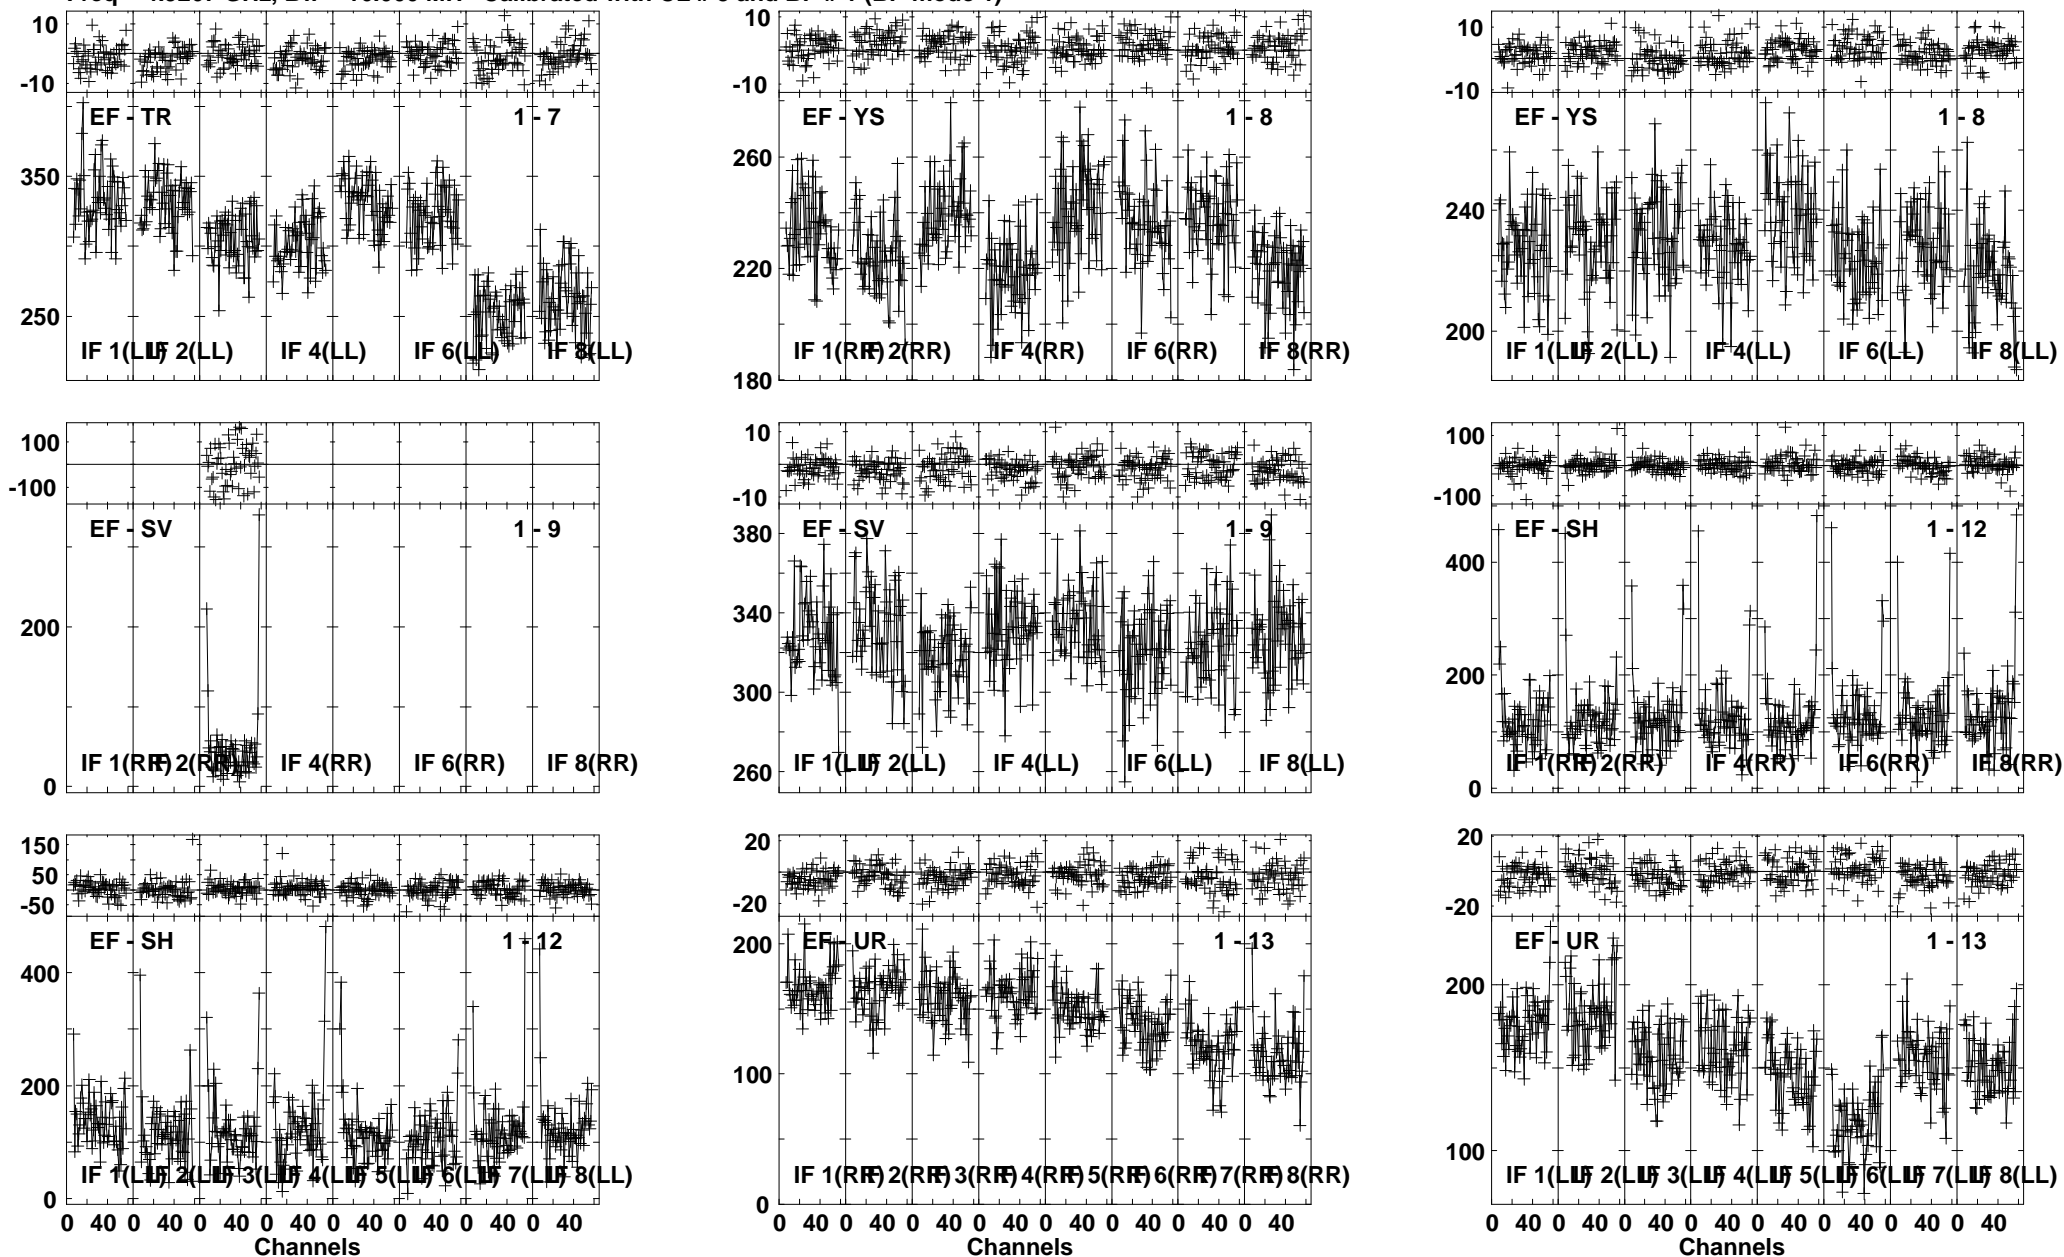 10
-10
EF - TR
1 - 7
350
250
IF 1(LL)
IF 2(LL)
IF 4(LL)
IF 6(LL)
IF 8(LL)
10
-10
EF - YS
1 - 8
260
220
180
IF 1(RR)
IF 2(RR)
IF 4(RR)
IF 6(RR)
IF 8(RR)
10
-10
EF - YS
1 - 8
240
200
IF 1(LL)
IF 2(LL)
IF 4(LL)
IF 6(LL)
IF 8(LL)
100
-100
EF - SV
1 - 9
200
0
IF 1(RR)
IF 2(RR)
IF 4(RR)
IF 6(RR)
IF 8(RR)
10
-10
EF - SV
1 - 9
380
340
300
260
IF 1(LL)
IF 2(LL)
IF 4(LL)
IF 6(LL)
IF 8(LL)
100
-100
EF - SH
1 - 12
400
200
0
IF 1(RR)
IF 2(RR)
IF 4(RR)
IF 6(RR)
IF 8(RR)
150
50
-50
EF - SH
1 - 12
400
200
0
IF 1(LL)
IF 2(LL)
IF 3(LL)
IF 4(LL)
IF 5(LL)
IF 6(LL)
IF 7(LL)
IF 8(LL)
0 40 0 40 0 40 0 40 0 40 0 40 0 40 0 40
Channels
20
-20
EF - UR
1 - 13
200
100
0
IF 1(RR)
IF 2(RR)
IF 3(RR)
IF 4(RR)
IF 5(RR)
IF 6(RR)
IF 7(RR)
IF 8(RR)
0 40 0 40 0 40 0 40 0 40 0 40 0 40 0 40
Channels
20
-20
EF - UR
1 - 13
200
100
IF 1(LL)
IF 2(LL)
IF 3(LL)
IF 4(LL)
IF 5(LL)
IF 6(LL)
IF 7(LL)
IF 8(LL)
0 40 0 40 0 40 0 40 0 40 0 40 0 40 0 40
Channels